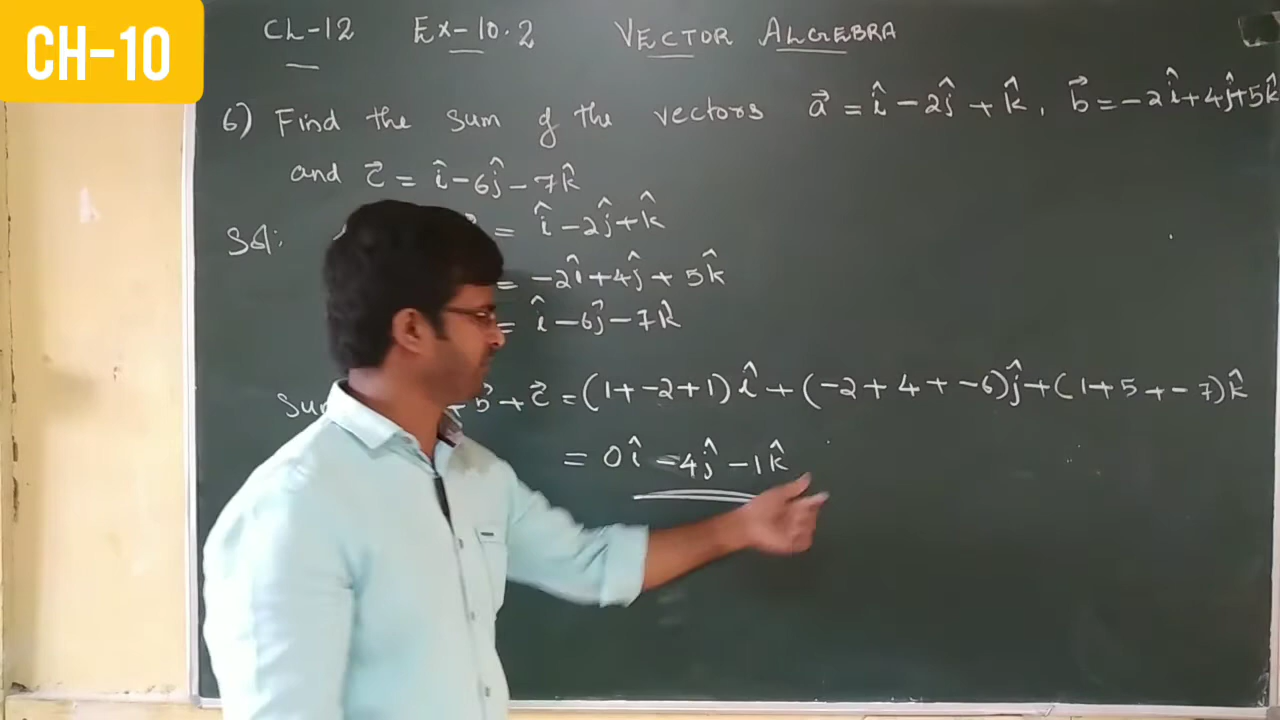 CH-10
CL-12 Ex-10.2 VECTOR ALGEBRA
6) Find the sum of the vectors a⃗ = î - 2ĵ + k̂, b⃗ = -2î+4ĵ+5k̂
and c⃗ = î - 6ĵ - 7k̂
Sol: = î - 2ĵ + k̂
= -2î + 4ĵ + 5k̂
= î - 6ĵ - 7k̂
+ b⃗ + c⃗ = (1+-2+1)î + (-2+4+-6)ĵ + (1+5+-7)k̂
= 0î - 4ĵ - 1k̂